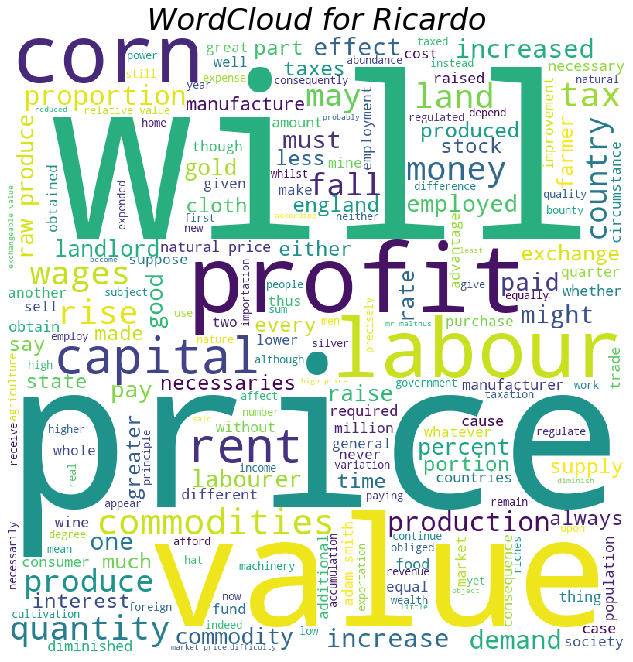 WordCloud for Ricardo
corn
great
part
effect
cost
taxed
increased
power
still
well
taxes
expense
year
consequently
abundance
instead
raised
necessary
natural
reduced
relative value
proportion
manufacture
may
land
tax
home
though
amount
must
employment
regulated
depend
improvement
farmer
country
circumstance
exchangeable value
raw produce
obtained
expended
whilst
gold
mine
less
produced
stock
money
given
make
fall
difference
quality
bounty
will
first
new
according
neither
cloth
england
employed
landlord
natural price
either
advantage
least
exchange
become
suppose
wages
another
subject
good
importation
people
thus
rate
give
equally
paid
quarter
whether
profit
sell
use
two
sum
men
precisely
mr malthus
purchase
might
rise
obtain
made
every
silver
trade
say
high
employ
nature
lower
although
capital
labour
agriculture
receive
state
pay
necessaries
high price
raise
government
taxation
manufacturer
work
affect
number
price
higher
whole
real
greater
principle
rent
said
without
required
million
general
never
variation
cause
whatever
percent
portion
countries
regulate
supply
diminish
income
labourer
different
time
paying
appear
remain
necessarily
wine
degree
mean
consumer
commodities
one
much
afford
hat
machinery
production
always
upon
continue
obliged
additional
exportation
adam smith
accumulation
food
market
yet
riches
consequence
population
case
produce
value
interest
now
fund
revenue
equal
wealth
little
object
thing
cultivation
foreign
indeed
quantity
commodity
low
increase
demand
society
diminished
market price
difficulty